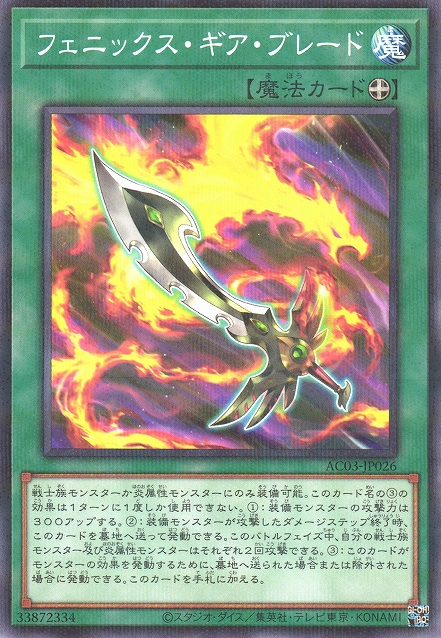 フェニックス・ギア・ブレード
魔
【魔法カード】
AC03-JP026
戦士族モンスターか炎属性モンスターにのみ装備可能。このカード名の③の
効果は1ターンに1度しか使用できない。①：装備モンスターの攻撃力は
300アップする。②：装備モンスターが攻撃したダメージステップ終了時、
このカードを墓地へ送って発動できる。このバトルフェイズ中、自分の戦士族
モンスター及び炎属性モンスターはそれぞれ2回攻撃できる。③：このカードが
モンスターの効果を発動するために、墓地へ送られた場合または除外された
場合に発動できる。このカードを手札に加える。
33872334
©スタジオ・ダイス/集英社・テレビ東京・KONAMI